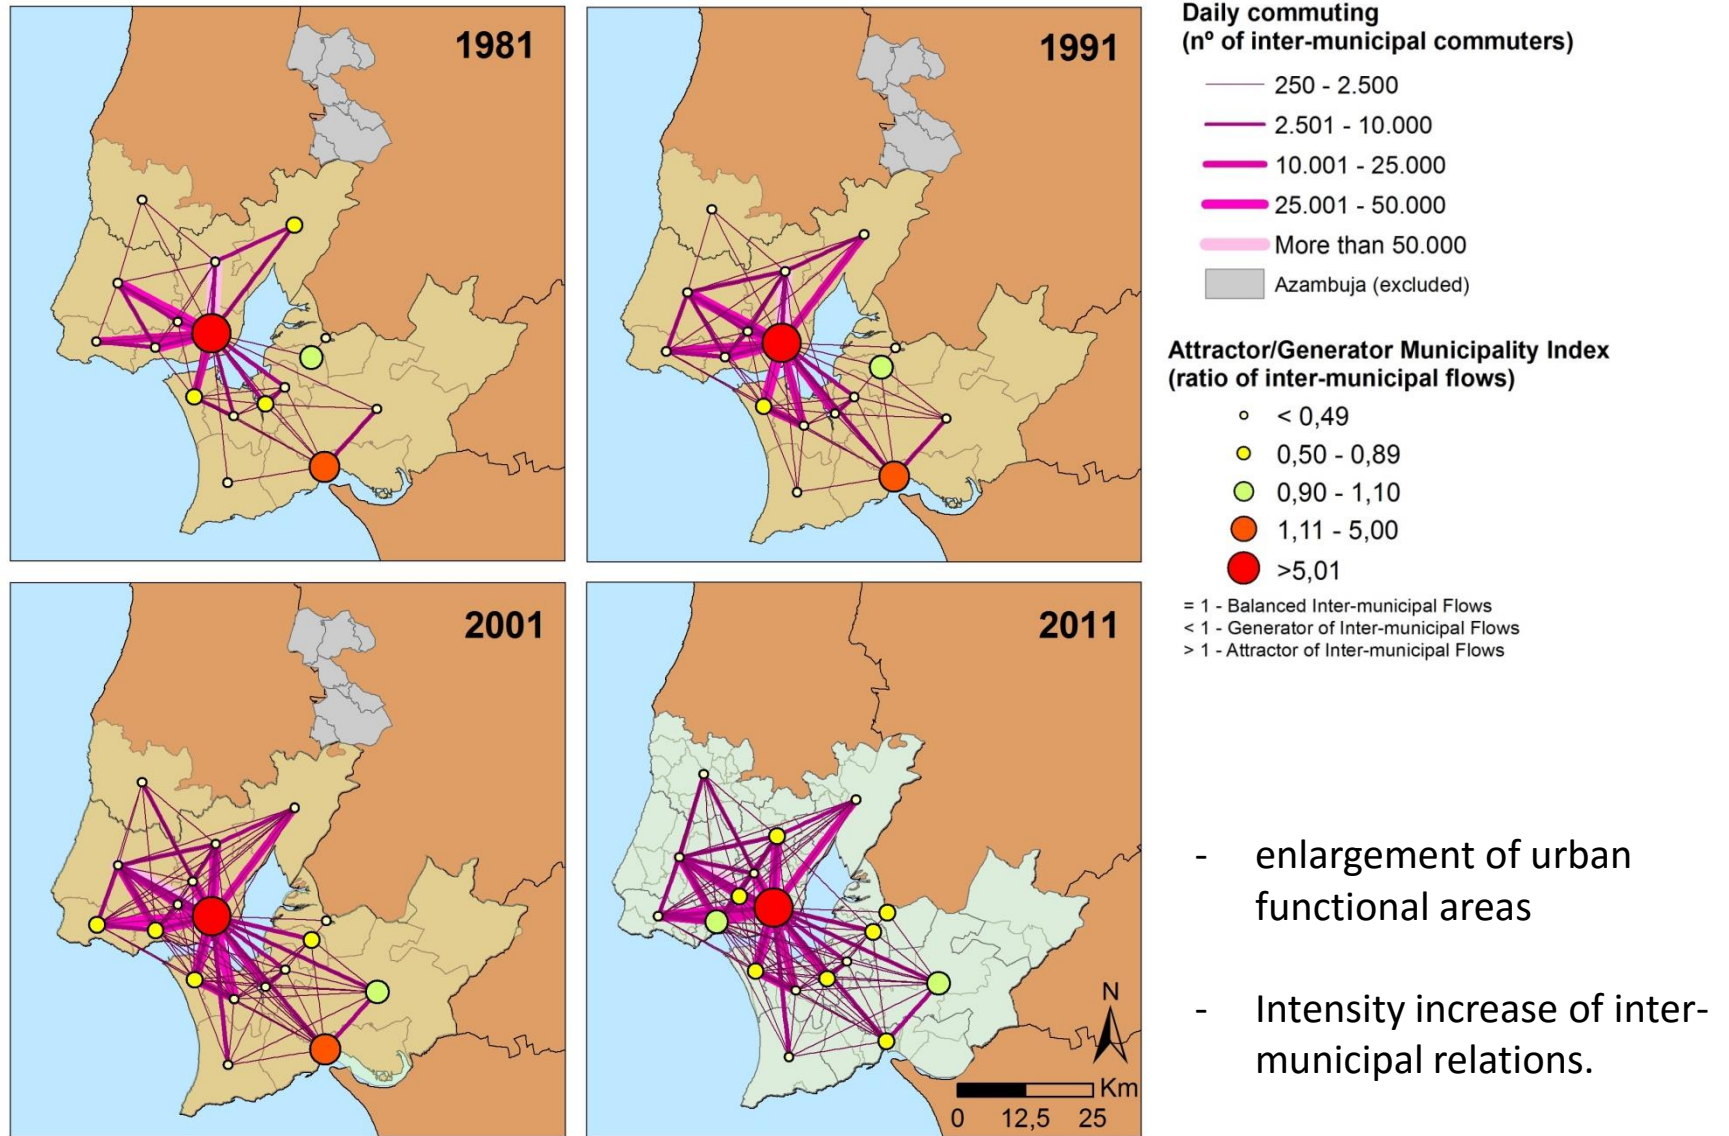 1981
1991
2001
2011
N
Km
0 12,5 25
Daily commuting
(nº of inter-municipal commuters)
250 - 2.500
2.501 - 10.000
10.001 - 25.000
25.001 - 50.000
More than 50.000
Azambuja (excluded)
Attractor/Generator Municipality Index
(ratio of inter-municipal flows)
< 0,49
0,50 - 0,89
0,90 - 1,10
1,11 - 5,00
>5,01
= 1 - Balanced Inter-municipal Flows
< 1 - Generator of Inter-municipal Flows
> 1 - Attractor of Inter-municipal Flows
- enlargement of urban
functional areas
- Intensity increase of inter-
municipal relations.